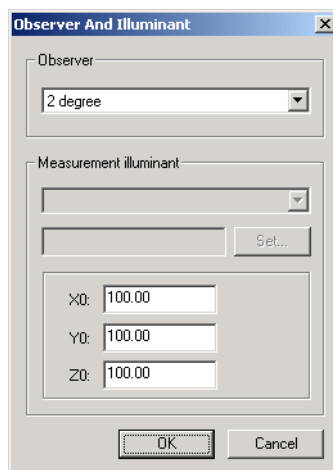 Observer And Illuminant
Observer
2 degree
Measurement illuminant
Set...
X0: 100.00
Y0: 100.00
Z0: 100.00
OK Cancel